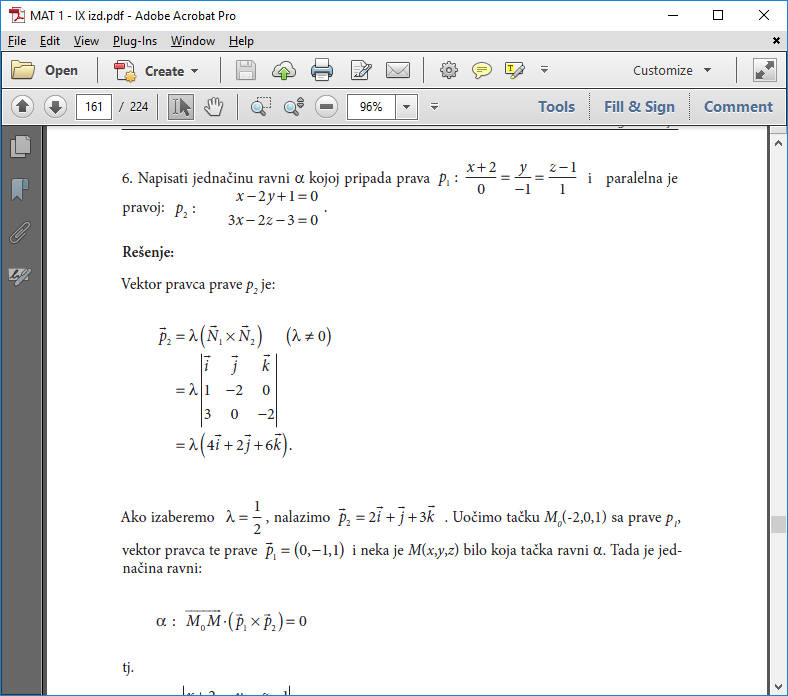 MAT 1 - IX izd.pdf - Adobe Acrobat Pro
File Edit View Plug-Ins Window Help
Open Create Customize
161 / 224 96% Tools Fill & Sign Comment
6. Napisati jednačinu ravni α kojoj pripada prava p₁ : (x+2)/0 = y/−1 = (z−1)/1 i paralelna je
pravoj: p₂ : x−2y+1=0
3x−2z−3=0 .
Rešenje:
Vektor pravca prave p₂ je:
p⃗₂ = λ(N⃗₁ × N⃗₂) (λ ≠ 0)
= λ | i⃗ j⃗ k⃗ |
| 1 −2 0 |
| 3 0 −2 |
= λ(4i⃗ + 2j⃗ + 6k⃗).
Ako izaberemo λ = 1/2 , nalazimo p⃗₂ = 2i⃗ + j⃗ + 3k⃗ . Uočimo tačku M₀(-2,0,1) sa prave p₁,
vektor pravca te prave p⃗₁ = (0,−1,1) i neka je M(x,y,z) bilo koja tačka ravni α. Tada je jed-
načina ravni:
α : M₀M · (p⃗₁ × p⃗₂) = 0
tj.